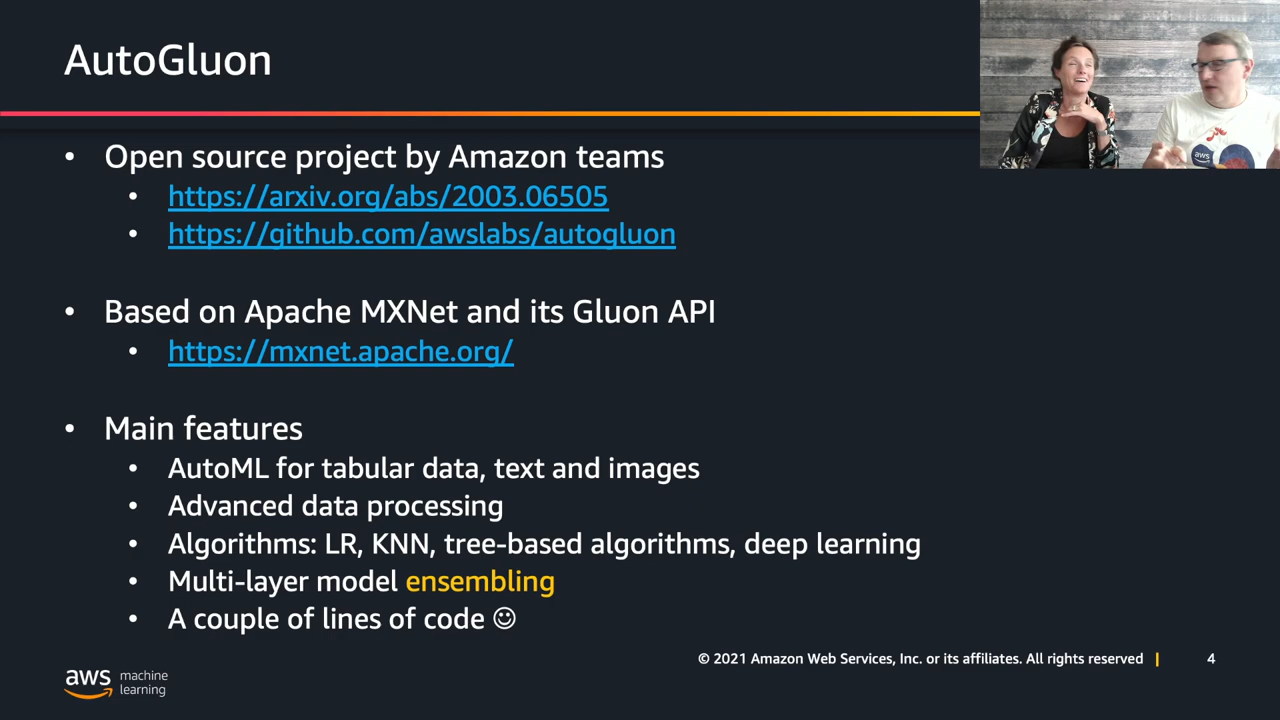 AutoGluon
• Open source project by Amazon teams
• https://arxiv.org/abs/2003.06505
• https://github.com/awslabs/autogluon
• Based on Apache MXNet and its Gluon API
• https://mxnet.apache.org/
• Main features
• AutoML for tabular data, text and images
• Advanced data processing
• Algorithms: LR, KNN, tree-based algorithms, deep learning
• Multi-layer model ensembling
• A couple of lines of code ☺
© 2021 Amazon Web Services, Inc. or its affiliates. All rights reserved | 4
aws machine learning
aws